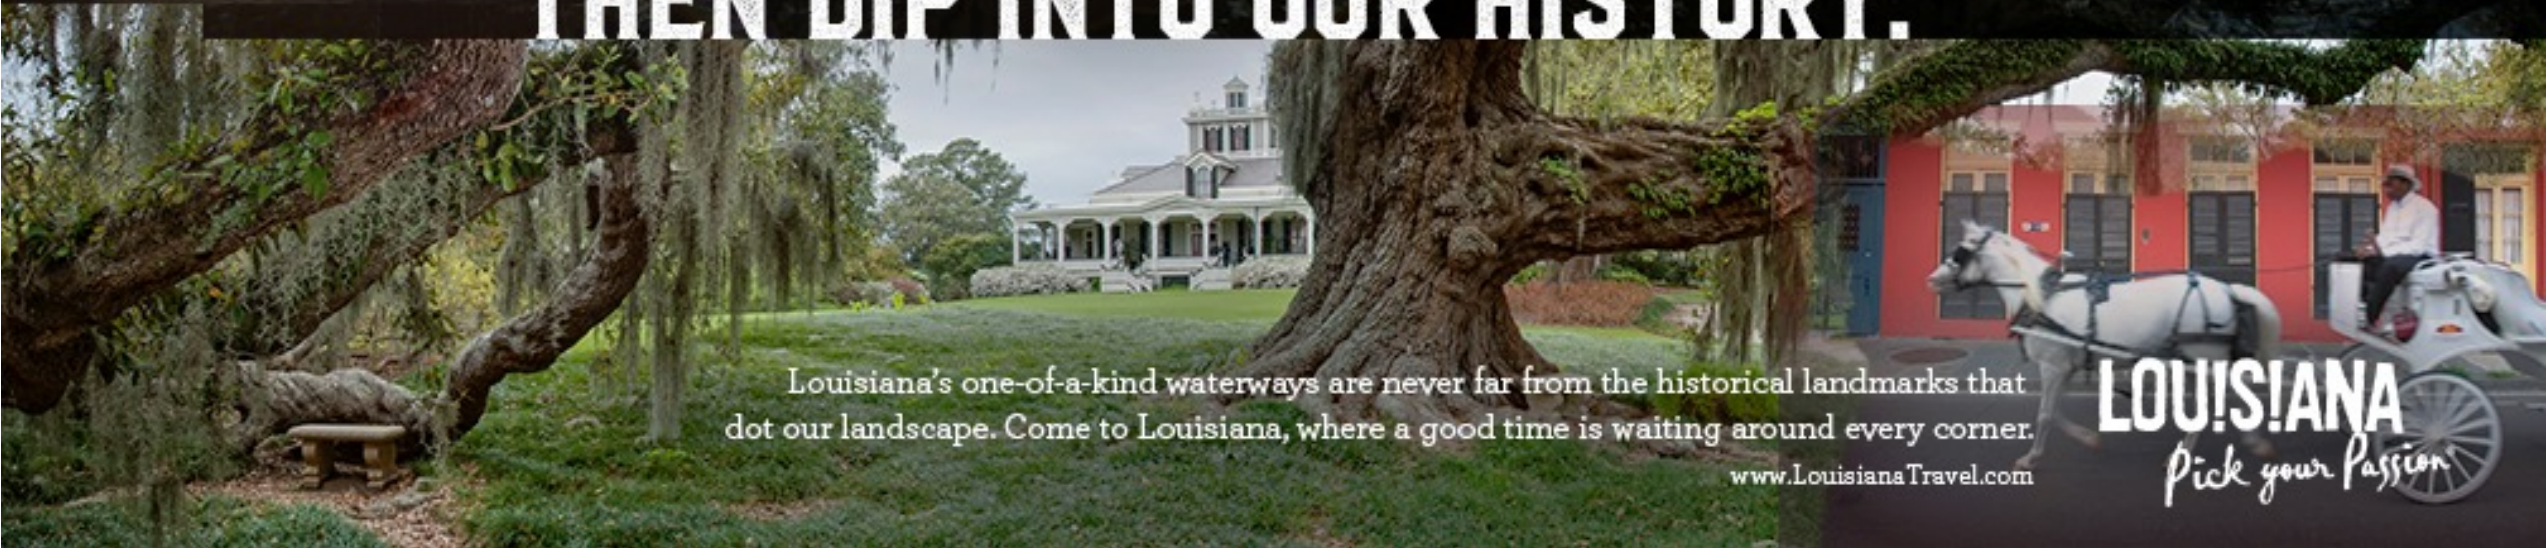 THEN DIP INTO OUR HISTORY.
Louisiana's one-of-a-kind waterways are never far from the historical landmarks that
dot our landscape. Come to Louisiana, where a good time is waiting around every corner.
www.LouisianaTravel.com
LOU!S!ANA
Pick your Passion